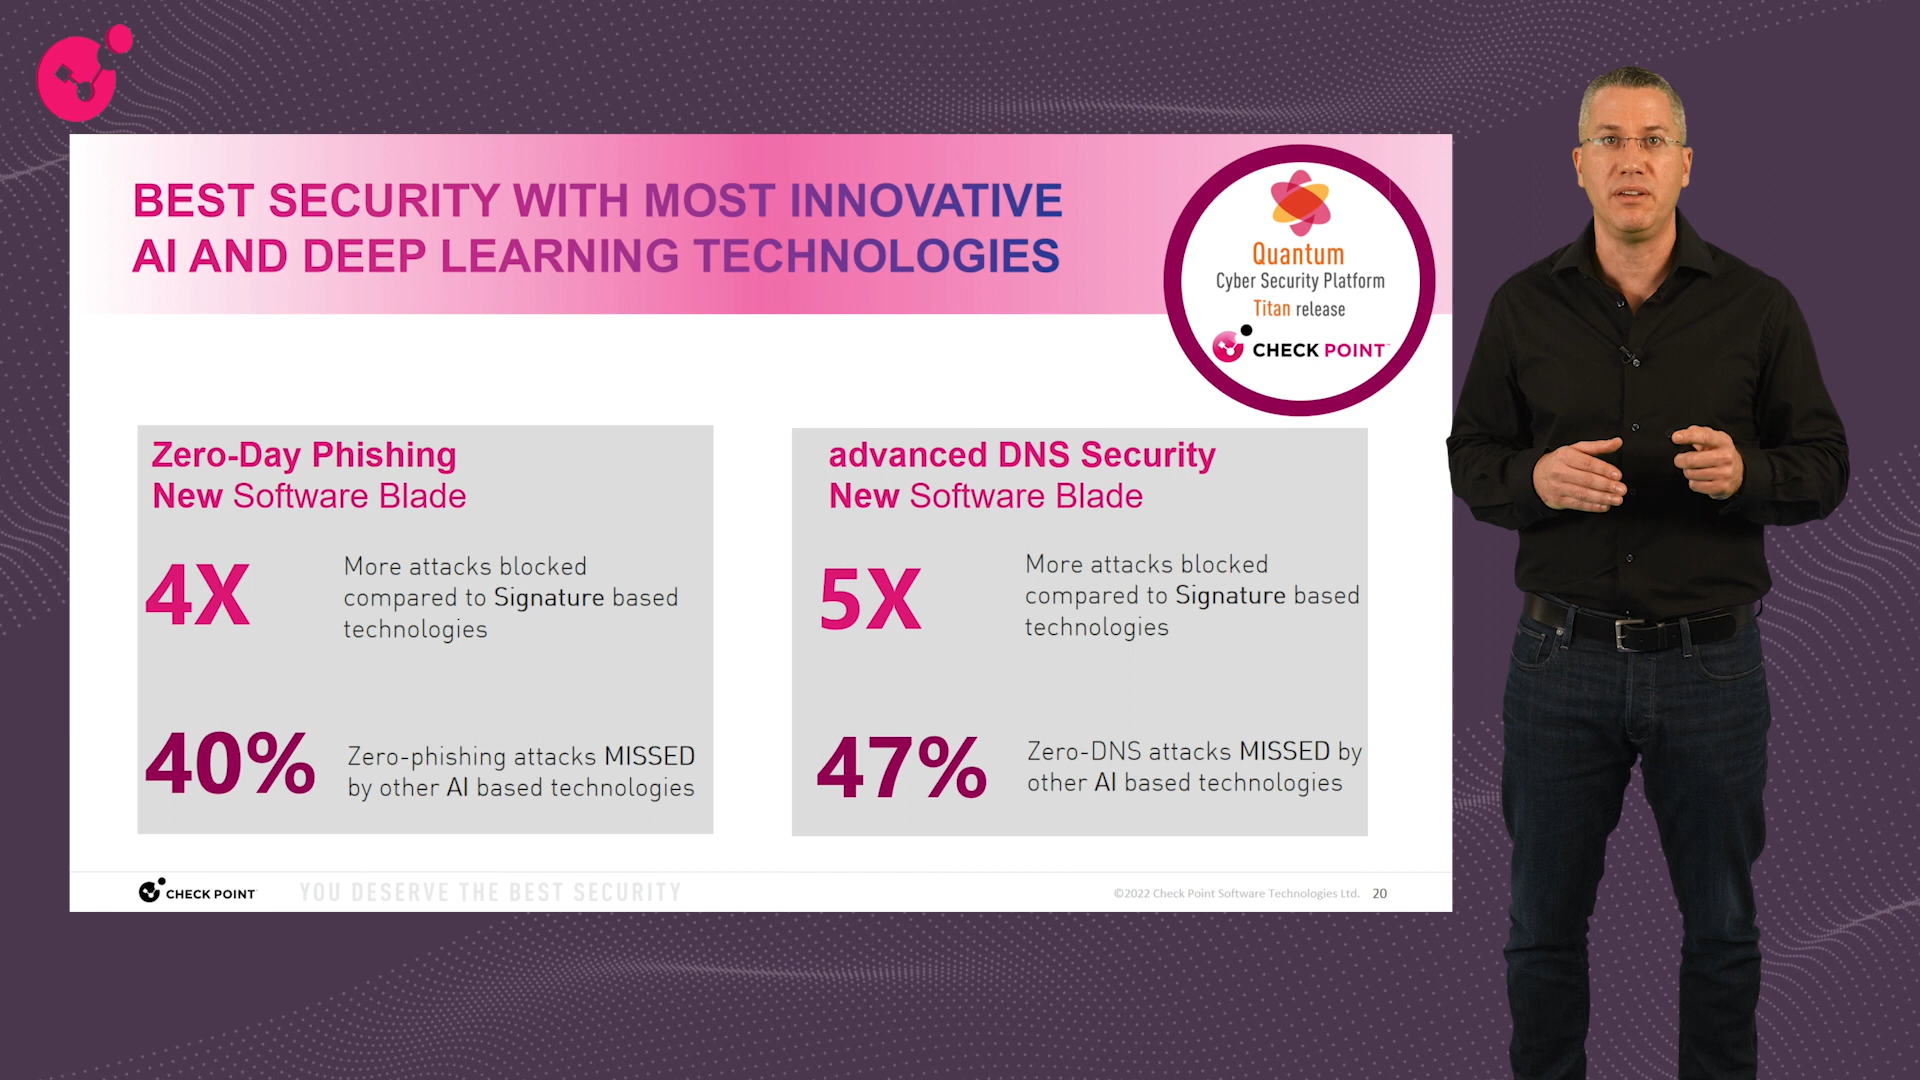 BEST SECURITY WITH MOST INNOVATIVE
AI AND DEEP LEARNING TECHNOLOGIES
Quantum
Cyber Security Platform
Titan release
CHECK POINT™
Zero-Day Phishing
New Software Blade
4X
More attacks blocked
compared to Signature based
technologies
40%
Zero-phishing attacks MISSED
by other AI based technologies
advanced DNS Security
New Software Blade
5X
More attacks blocked
compared to Signature based
technologies
47%
Zero-DNS attacks MISSED by
other AI based technologies
CHECK POINT™
YOU DESERVE THE BEST SECURITY
©2022 Check Point Software Technologies Ltd. 20